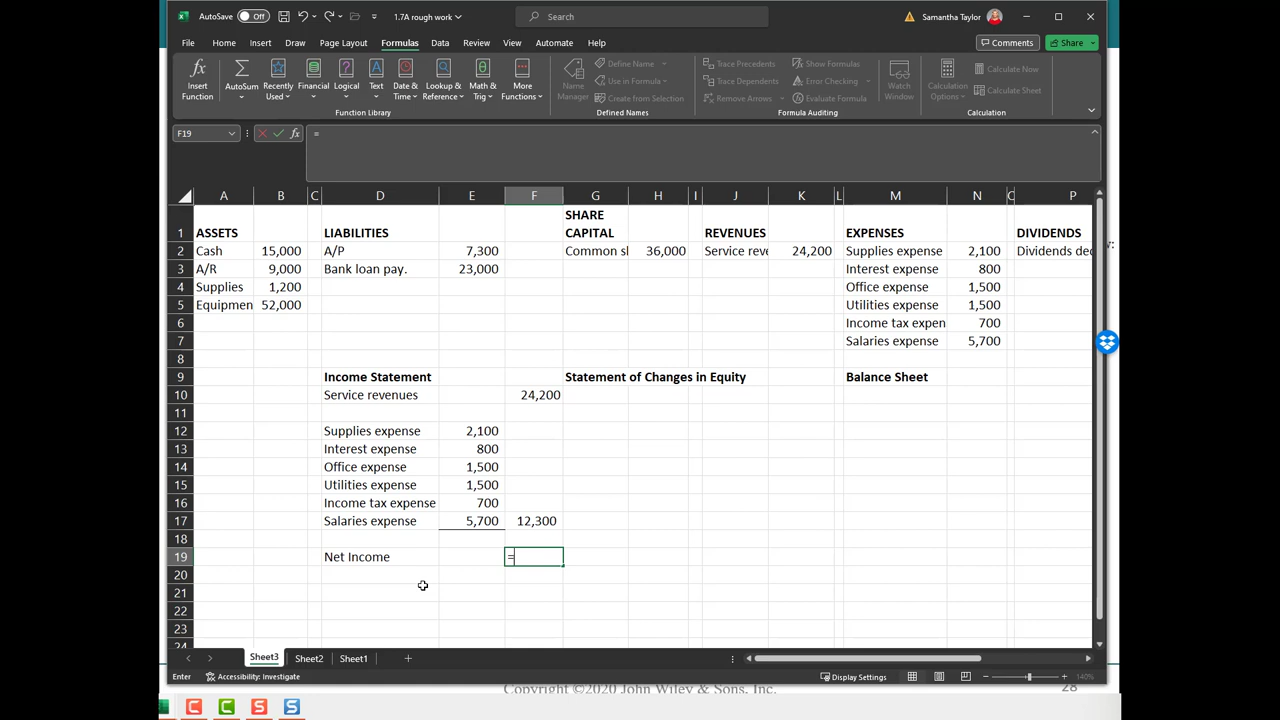 AutoSave Off 1.7A rough work Search Samantha Taylor
File Home Insert Draw Page Layout Formulas Data Review View Automate Help Comments Share
Insert Function
AutoSum
Recently Used
Financial
Logical
Text
Date & Time
Lookup & Reference
Math & Trig
More Functions
Function Library
Name Manager
Define Name
Use in Formula
Create from Selection
Defined Names
Trace Precedents
Trace Dependents
Remove Arrows
Show Formulas
Error Checking
Evaluate Formula
Formula Auditing
Watch Window
Calculation Options
Calculate Now
Calculate Sheet
Calculation
F19 fx =
A B C D E F G H I J K L M N O P
1 ASSETS LIABILITIES SHARE CAPITAL REVENUES EXPENSES DIVIDENDS
2 Cash 15,000 A/P 7,300 Common sl 36,000 Service reve 24,200 Supplies expense 2,100 Dividends dec
3 A/R 9,000 Bank loan pay. 23,000 Interest expense 800
4 Supplies 1,200 Office expense 1,500
5 Equipmen 52,000 Utilities expense 1,500
6 Income tax expen 700
7 Salaries expense 5,700
8
9 Income Statement Statement of Changes in Equity Balance Sheet
10 Service revenues 24,200
11
12 Supplies expense 2,100
13 Interest expense 800
14 Office expense 1,500
15 Utilities expense 1,500
16 Income tax expense 700
17 Salaries expense 5,700 12,300
18
19 Net Income =
20
21
22
23
24
Sheet3 Sheet2 Sheet1
Enter Accessibility: Investigate Display Settings 140%
Copyright ©2020 John Wiley & Sons, Inc. 28